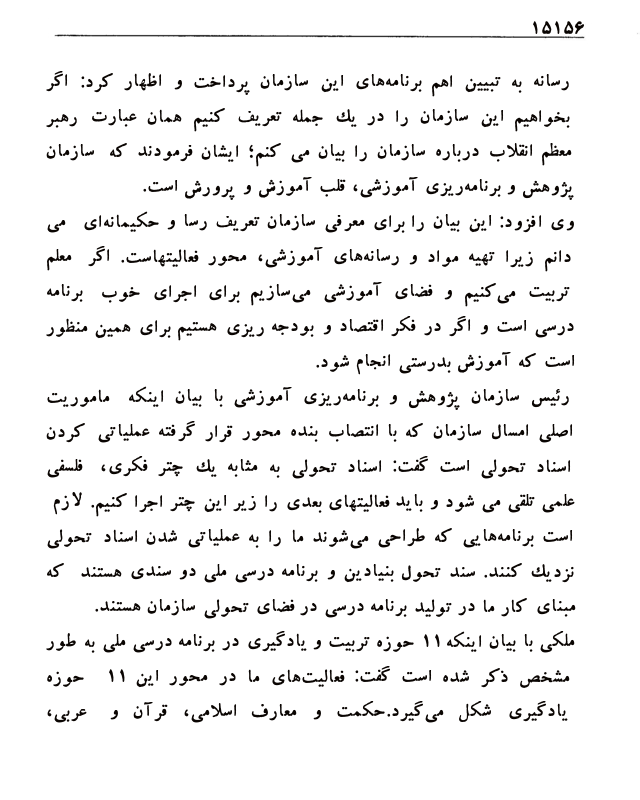 ۱۵۱۵۶
رسانه به تبیین اهم برنامه‌های این سازمان پرداخت و اظهار کرد: اگر
بخواهیم این سازمان را در یك جمله تعریف کنیم همان عبارت رهبر
معظم انقلاب درباره سازمان را بیان می کنم؛ ایشان فرمودند که سازمان
پژوهش و برنامه‌ریزی آموزشی، قلب آموزش و پرورش است.
وی افزود: این بیان را برای معرفی سازمان تعریف رسا و حکیمانه‌ای می
دانم زیرا تهیه مواد و رسانه‌های آموزشی، محور فعالیتهاست. اگر معلم
تربیت می‌کنیم و فضای آموزشی می‌سازیم برای اجرای خوب برنامه
درسی است و اگر در فکر اقتصاد و بودجه ریزی هستیم برای همین منظور
است که آموزش بدرستی انجام شود.
رئیس سازمان پژوهش و برنامه‌ریزی آموزشی با بیان اینکه ماموریت
اصلی امسال سازمان که با انتصاب بنده محور قرار گرفته عملیاتی کردن
اسناد تحولی است گفت: اسناد تحولی به مثابه یك چتر فکری، فلسفی
علمی تلقی می شود و باید فعالیتهای بعدی را زیر این چتر اجرا کنیم. لازم
است برنامه‌هایی که طراحی می‌شوند ما را به عملیاتی شدن اسناد تحولی
نزدیك کنند. سند تحول بنیادین و برنامه درسی ملی دو سندی هستند که
مبنای کار ما در تولید برنامه درسی در فضای تحولی سازمان هستند.
ملکی با بیان اینکه ۱۱ حوزه تربیت و یادگیری در برنامه درسی ملی به طور
مشخص ذکر شده است گفت: فعالیت‌های ما در محور این ۱۱ حوزه
یادگیری شکل می‌گیرد.حکمت و معارف اسلامی، قرآن و عربی،